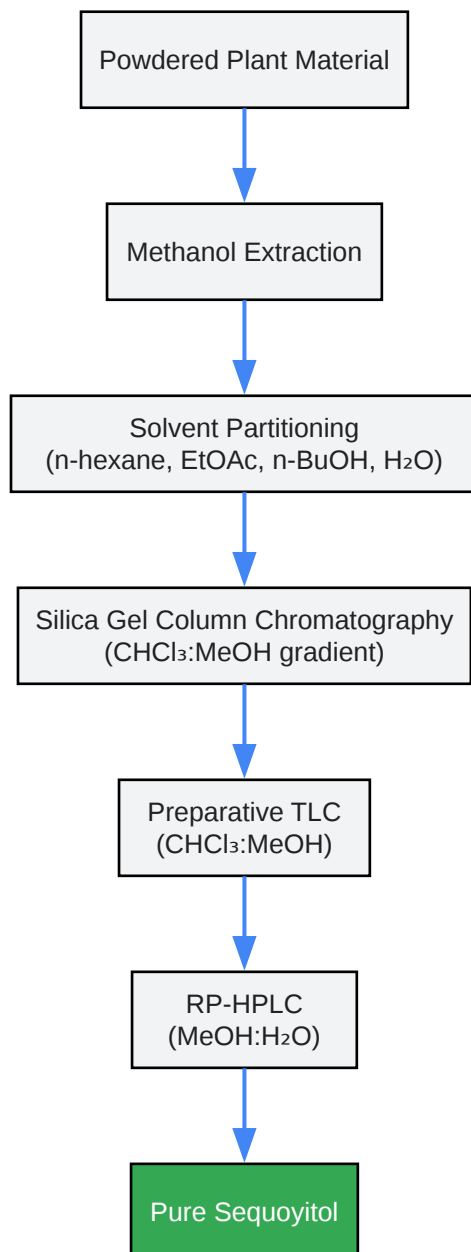 Powdered Plant Material
Methanol Extraction
Solvent Partitioning
(n-hexane, EtOAc, n-BuOH, H₂O)
Silica Gel Column Chromatography
(CHCl₃:MeOH gradient)
Preparative TLC
(CHCl₃:MeOH)
RP-HPLC
(MeOH:H₂O)
Pure Sequoyitol